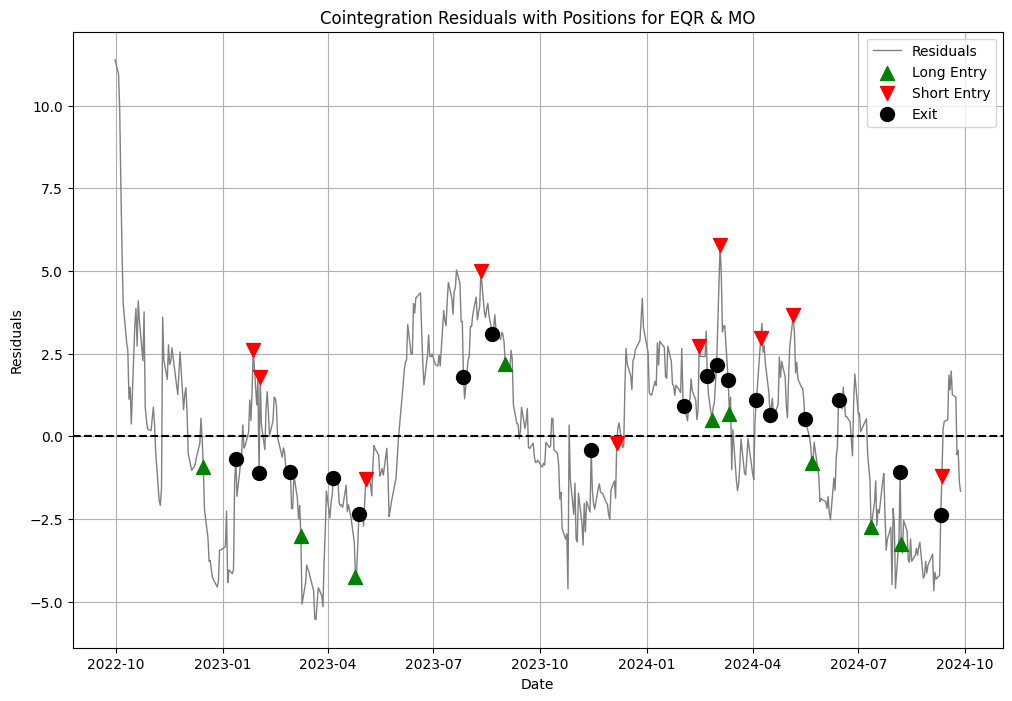 Cointegration Residuals with Positions for EQR & MO
Residuals
Long Entry
Short Entry
Exit
10.0
7.5
5.0
2.5
0.0
−2.5
−5.0
Residuals
2022-10
2023-01
2023-04
2023-07
2023-10
2024-01
2024-04
2024-07
2024-10
Date